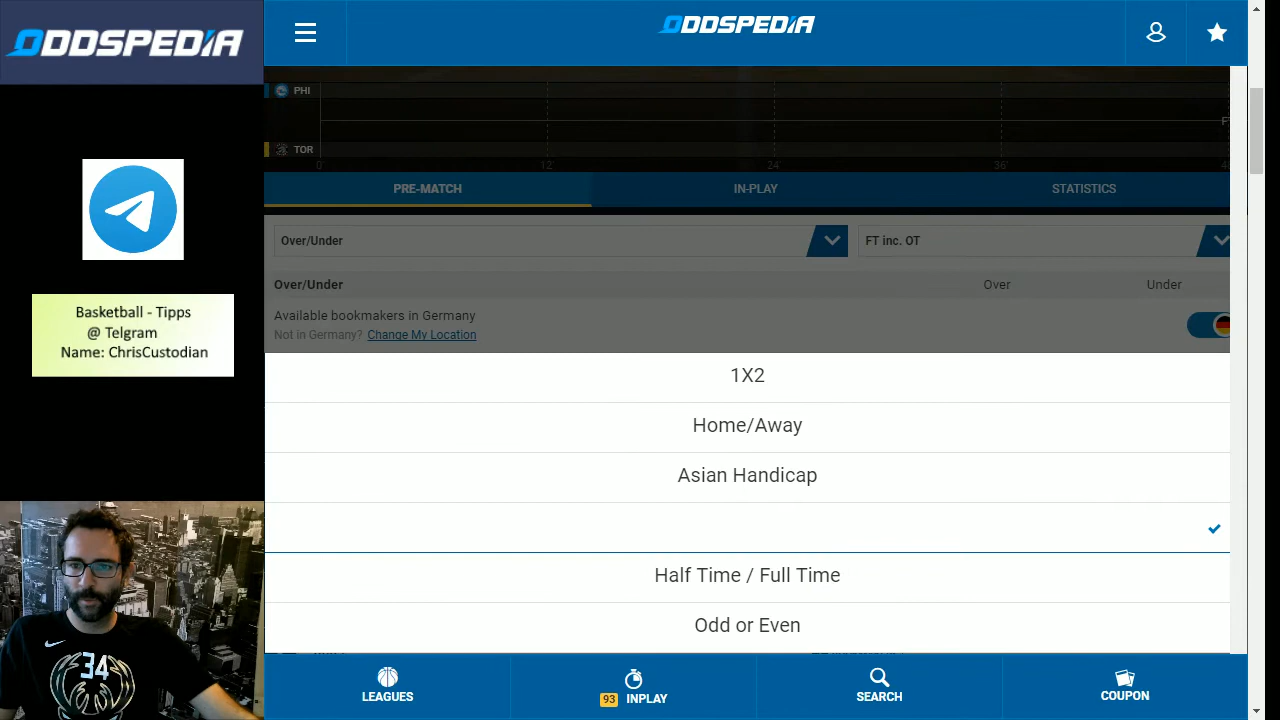 ODDSPEDIA
ODDSPEDIA
PHI
TOR
0'
12'
24'
36'
PRE-MATCH
IN-PLAY
STATISTICS
Over/Under
FT inc. OT
Over/Under
Over
Under
Available bookmakers in Germany
Not in Germany? Change My Location
Basketball - Tipps
@ Telgram
Name: ChrisCustodian
1X2
Home/Away
Asian Handicap
Half Time / Full Time
Odd or Even
34
LEAGUES
93 INPLAY
SEARCH
COUPON